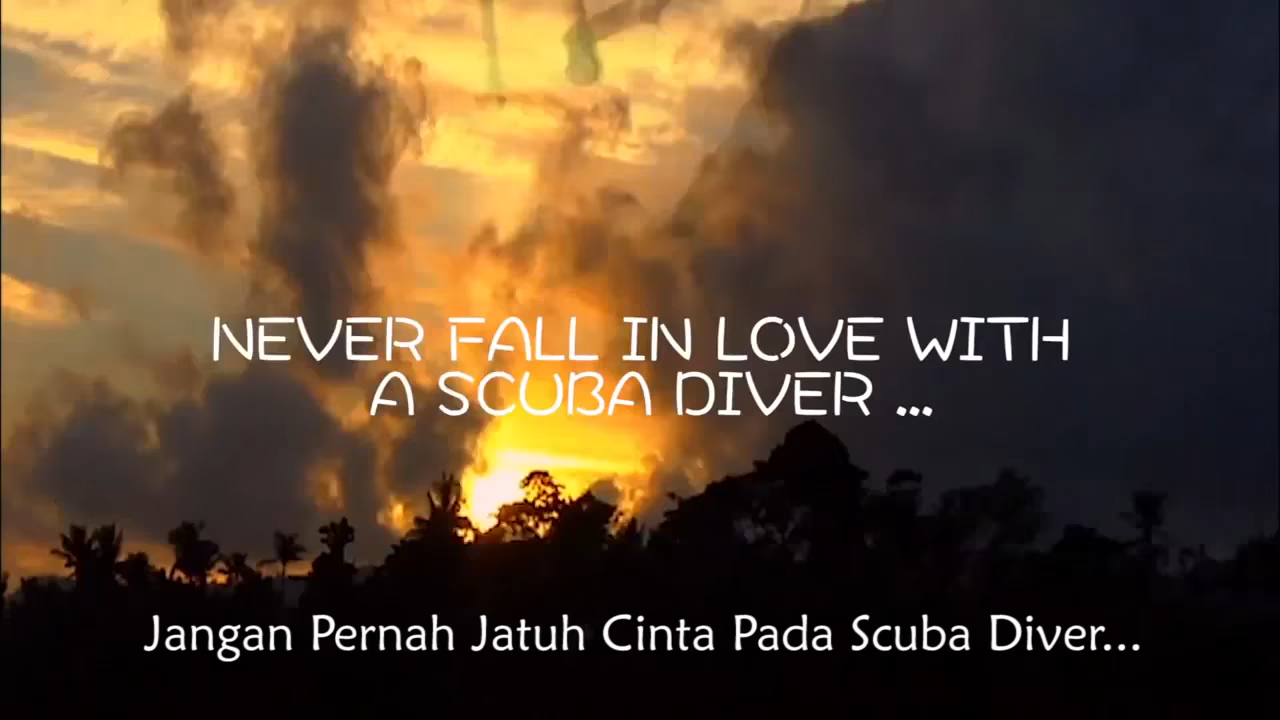 NEVER FALL IN LOVE WITH
A SCUBA DIVER ...
Jangan Pernah Jatuh Cinta Pada Scuba Diver...